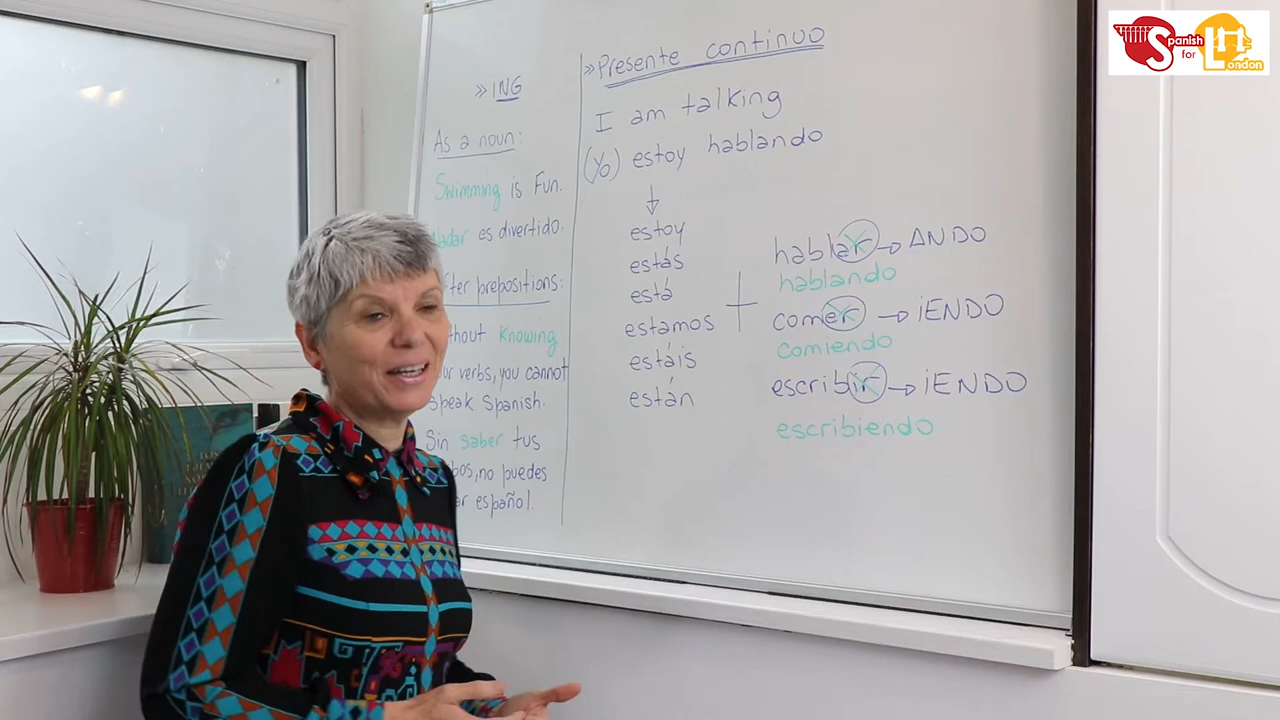 » ING
As a noun:
Swimming is Fun.
es divertido.
prepositions:
Knowing
verbs, you cannot
speak Spanish.
Sin saber tus
no puedes
español.
» Presente continuo
I am talking
(Yo) estoy hablando
estoy
estás
está
estamos
estáis
están
+
hablar → ANDO
hablando
comer → iENDO
comiendo
escribir → iENDO
escribiendo
Spanish
for
London